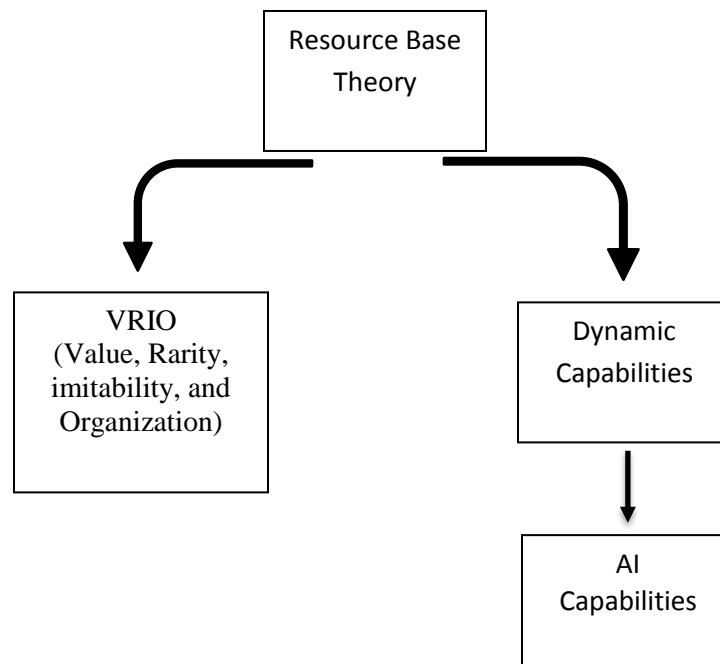 Resource Base
Theory
VRIO
(Value, Rarity,
imitability, and
Organization)
Dynamic
Capabilities
AI
Capabilities